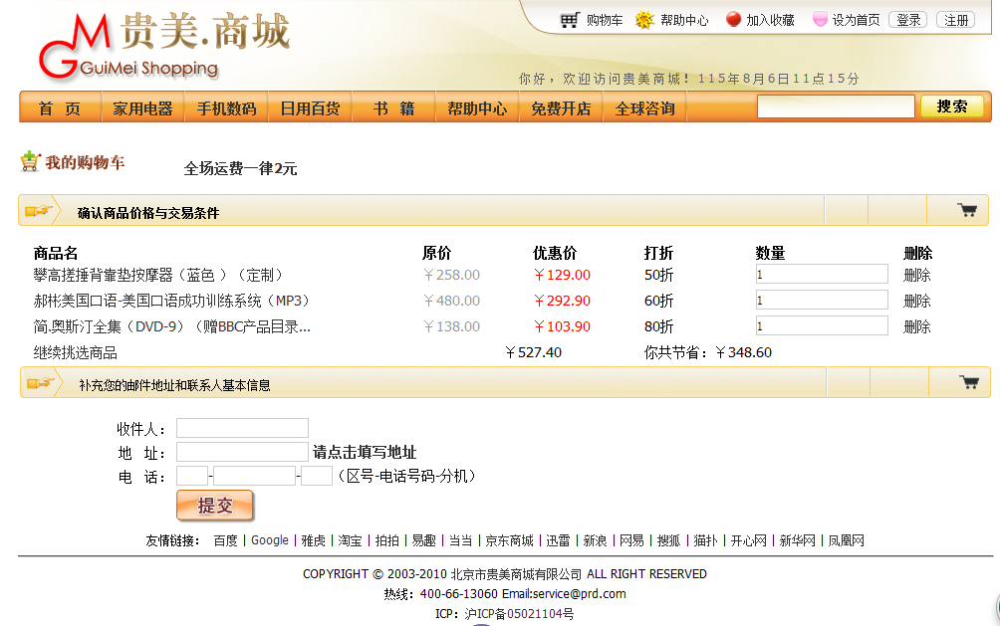 购物车 帮助中心 加入收藏 设为首页 登录 注册
贵美.商城
GM GuiMei Shopping
你好，欢迎访问贵美商城！115年8月6日11点15分
首 页 家用电器 手机数码 日用百货 书 籍 帮助中心 免费开店 全球咨询 搜索
我的购物车 全场运费一律2元
确认商品价格与交易条件
商品名 原价 优惠价 打折 数量 删除
攀高搓捶背靠垫按摩器（蓝色 ）（定制） ￥258.00 ￥129.00 50折 1 删除
郝彬美国口语-美国口语成功训练系统（MP3） ￥480.00 ￥292.90 60折 1 删除
简.奥斯汀全集（DVD-9）（赠BBC产品目录... ￥138.00 ￥103.90 80折 1 删除
继续挑选商品 ￥527.40 你共节省：￥348.60
补充您的邮件地址和联系人基本信息
收件人：
地 址： 请点击填写地址
电 话： - - （区号-电话号码-分机）
提交
友情链接： 百度 | Google | 雅虎 | 淘宝 | 拍拍 | 易趣 | 当当 | 京东商城 | 迅雷 | 新浪 | 网易 | 搜狐 | 猫扑 | 开心网 | 新华网 | 凤凰网
COPYRIGHT © 2003-2010 北京市贵美商城有限公司 ALL RIGHT RESERVED
热线：400-66-13060 Email:service@prd.com
ICP：沪ICP备05021104号